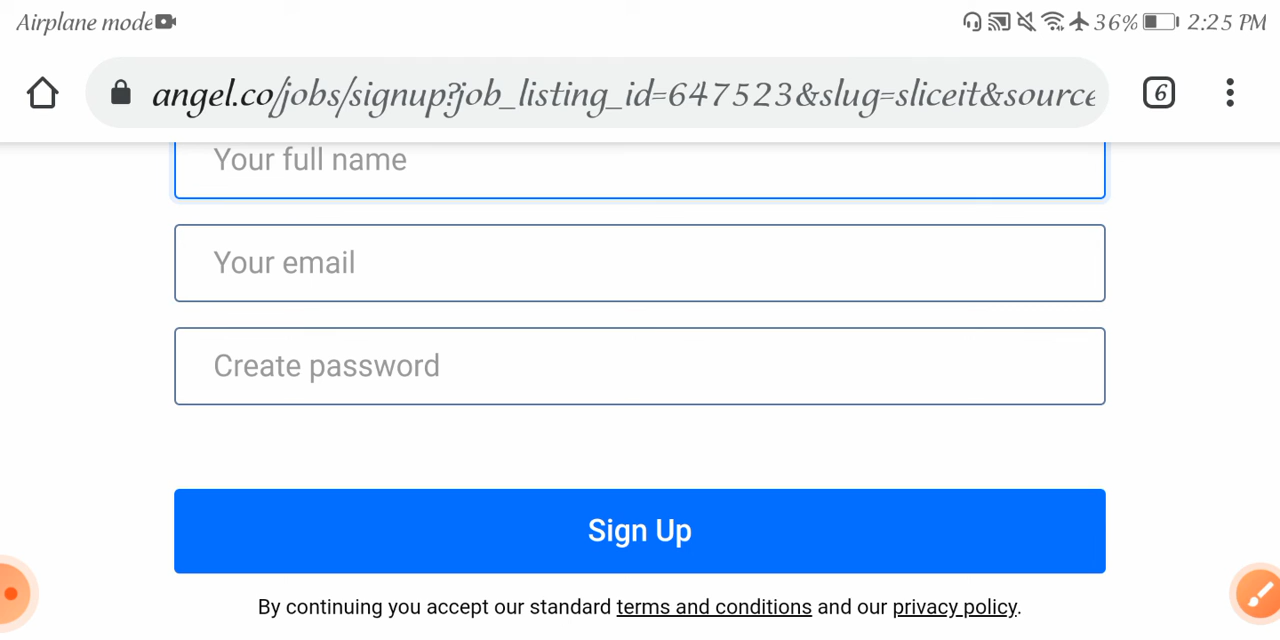 Airplane mode
36% 2:25 PM
angel.co/jobs/signup?job_listing_id=647523&slug=sliceit&source
6
Your full name
Your email
Create password
Sign Up
By continuing you accept our standard terms and conditions and our privacy policy.